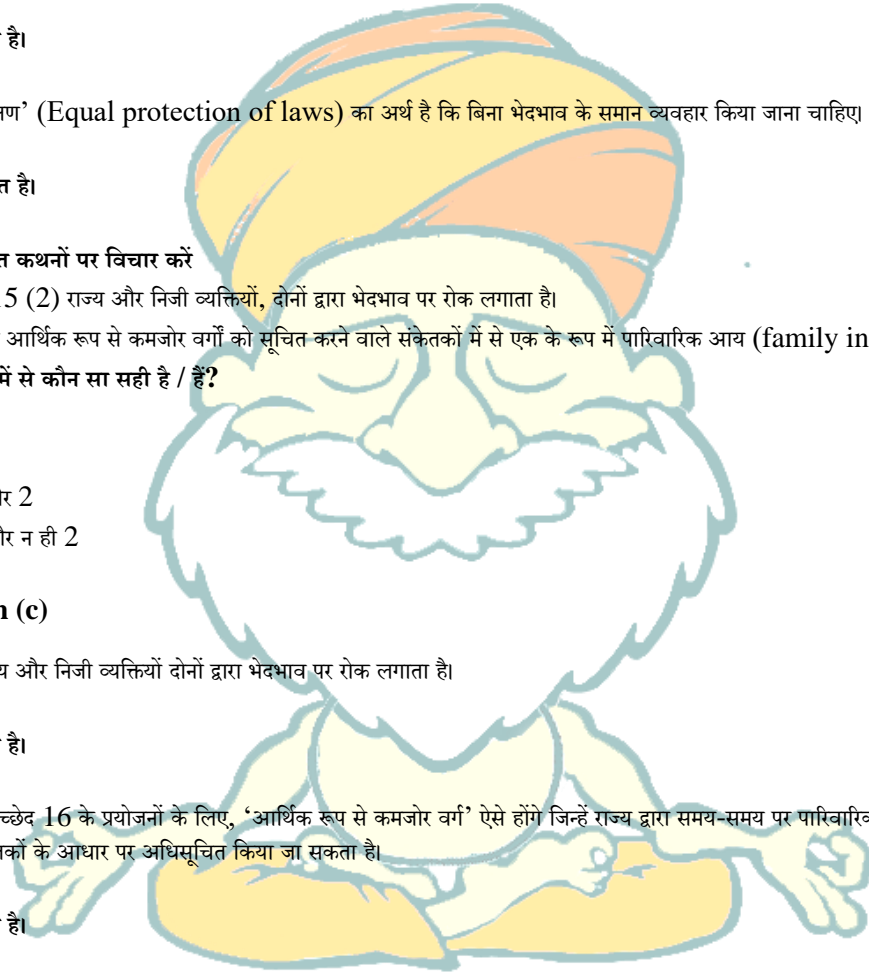 है।
ण’ (Equal protection of laws) का अर्थ है कि बिना भेदभाव के समान व्यवहार किया जाना चाहिए।
है।
कथनों पर विचार करें
5 (2) राज्य और निजी व्यक्तियों, दोनों द्वारा भेदभाव पर रोक लगाता है।
आर्थिक रूप से कमजोर वर्गों को सूचित करने वाले संकेतकों में से एक के रूप में पारिवारिक आय (family in
में से कौन सा सही है / हैं?
र 2
और न ही 2
n (c)
य और निजी व्यक्तियों दोनों द्वारा भेदभाव पर रोक लगाता है।
है।
च्छेद 16 के प्रयोजनों के लिए, ‘आर्थिक रूप से कमजोर वर्ग’ ऐसे होंगे जिन्हें राज्य द्वारा समय-समय पर पारिवारिक
कों के आधार पर अधिसूचित किया जा सकता है।
है।